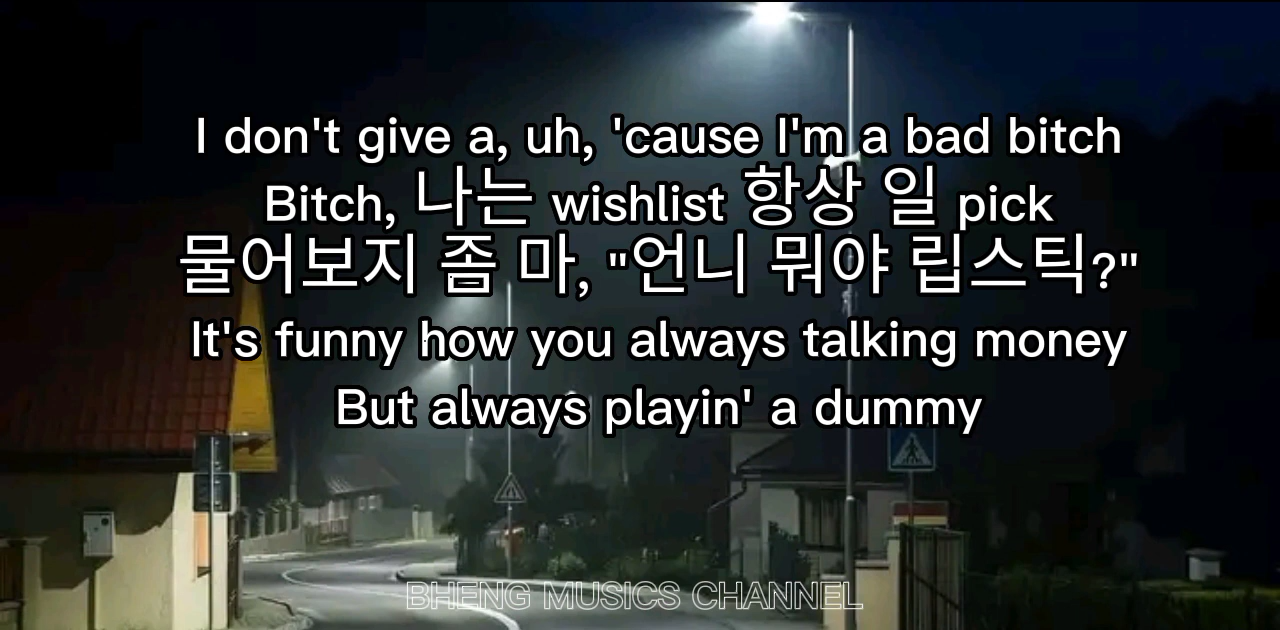 I don't give a, uh, 'cause I'm a bad bitch
Bitch, 나는 wishlist 항상 일 pick
물어보지 좀 마, "언니 뭐야 립스틱?"
It's funny how you always talking money
But always playin' a dummy
BHENG MUSICS CHANNEL